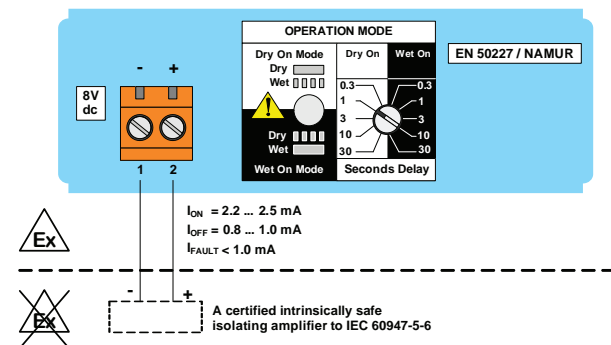 OPERATION MODE
Dry On Mode
Dry
Wet
Dry
Wet
Wet On Mode
Dry On
Wet On
0.3
0.3
1
1
3
3
10
10
30
30
Seconds Delay
EN 50227 / NAMUR
- +
8V
dc
1 2
Ex
I_ON = 2.2 ... 2.5 mA
I_OFF = 0.8 ... 1.0 mA
I_FAULT < 1.0 mA
Ex
- +
A certified intrinsically safe
isolating amplifier to IEC 60947-5-6